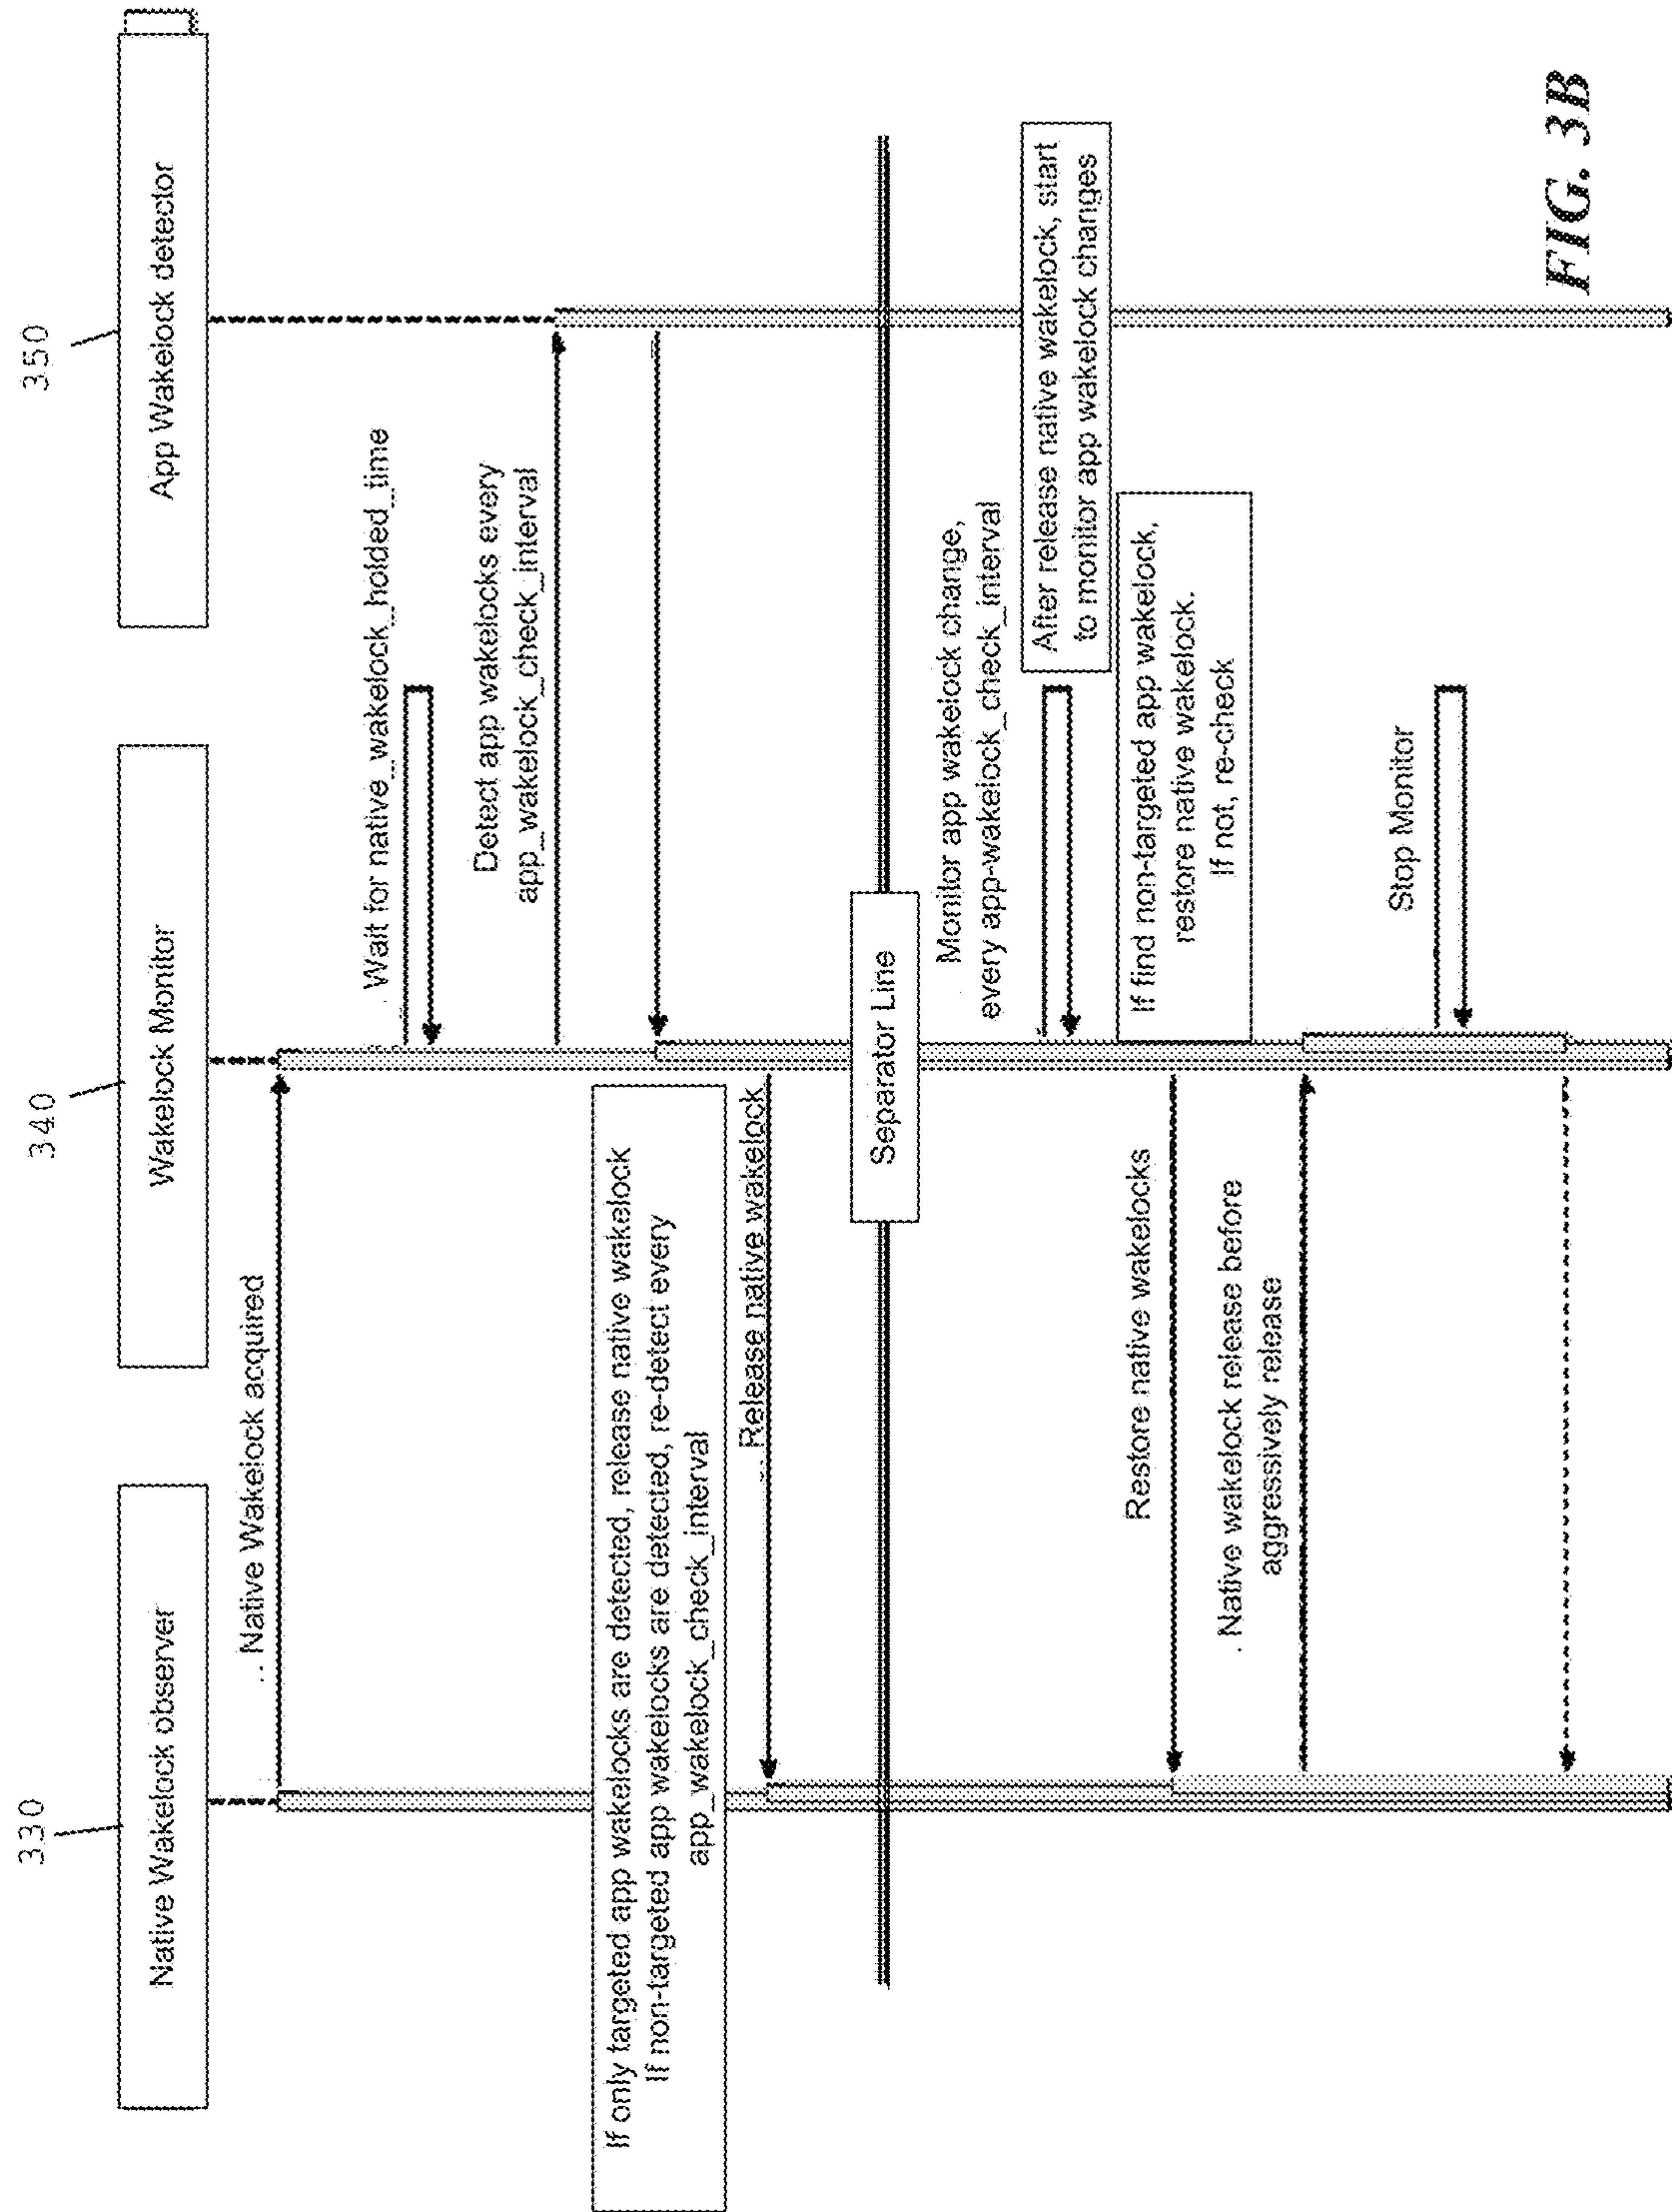 330
340
350
Native Wakelock observer
Wakelock Monitor
App Wakelock detector
Native Wakelock acquired
Wait for native_wakelock_holded_time
Detect app wakelocks every
app_wakelock_check_interval
If only targeted app wakelocks are detected, release native wakelock
If non-targeted app wakelocks are detected, re-detect every
app_wakelock_check_interval
Release native wakelock
Separator Line
Monitor app wakelock change,
every app-wakelock_check_interval
After release native wakelock, start
to monitor app wakelock changes
If find non-targeted app wakelock,
restore native wakelock.
If not, re-check
Restore native wakelocks
Native wakelock release before
aggressively release
Stop Monitor
FIG. 3B